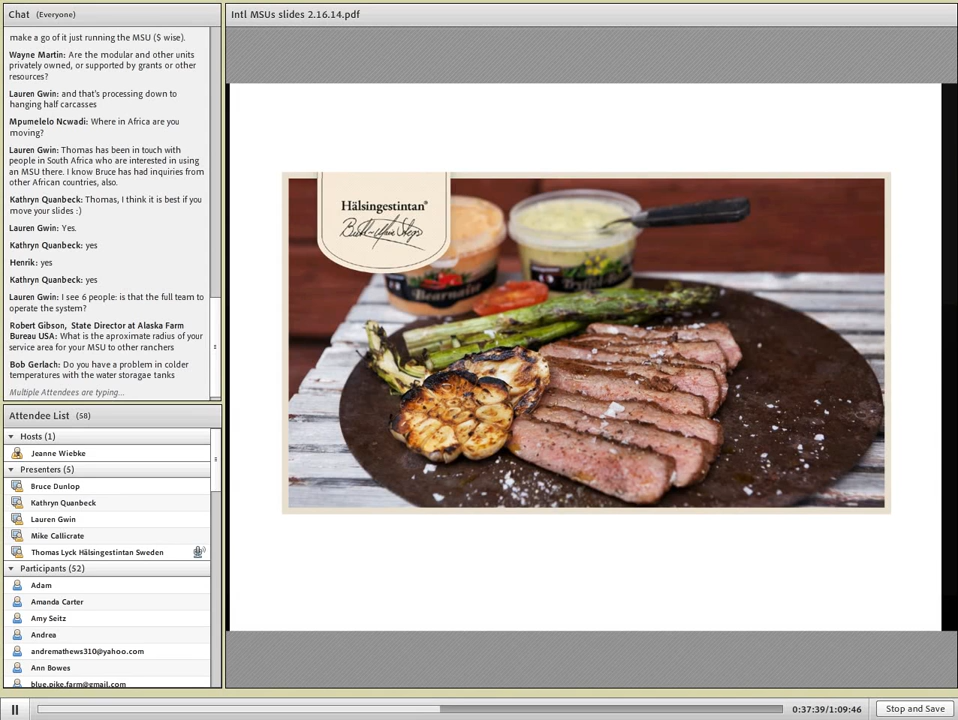 Chat (Everyone)
make a go of it just running the MSU ($ wise).
Wayne Martin: Are the modular and other units
privately owned, or supported by grants or other
resources?
Lauren Gwin: and that's processing down to
hanging half carcasses
Mpumelelo Ncwadi: Where in Africa are you
moving?
Lauren Gwin: Thomas has been in touch with
people in South Africa who are interested in using
an MSU there. I know Bruce has had inquiries from
other African countries, also.
Kathryn Quanbeck: Thomas, I think it is best if you
move your slides :)
Lauren Gwin: Yes.
Kathryn Quanbeck: yes
Henrik: yes
Kathryn Quanbeck: yes
Lauren Gwin: I see 6 people: is that the full team to
operate the system?
Robert Gibson, State Director at Alaska Farm
Bureau USA: What is the aproximate radius of your
service area for your MSU to other ranchers
Bob Gerlach: Do you have a problem in colder
temperatures with the water storagae tanks
Multiple Attendees are typing...
Attendee List (58)
Hosts (1)
Jeanne Wiebke
Presenters (5)
Bruce Dunlop
Kathryn Quanbeck
Lauren Gwin
Mike Callicrate
Thomas Lyck Hälsingestintan Sweden
Participants (52)
Adam
Amanda Carter
Amy Seitz
Andrea
andremathews310@yahoo.com
Ann Bowes
blue.pike.farm@gmail.com
Intl MSUs slides 2.16.14.pdf
Hälsingestintan®
Bearnaise
0:37:39/1:09:46
Stop and Save